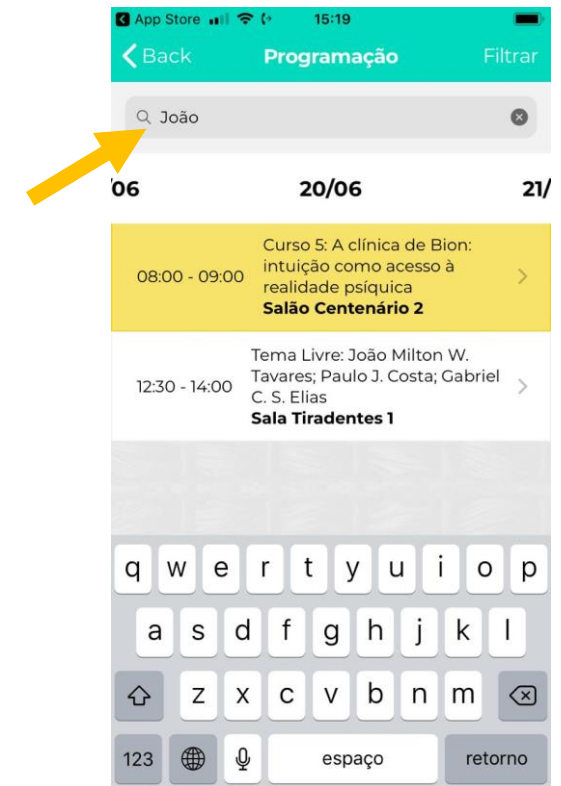 App Store 15:19
Back Programação Filtrar
João
/06 20/06 21/
08:00 - 09:00
Curso 5: A clínica de Bion:
intuição como acesso à
realidade psíquica
Salão Centenário 2
12:30 - 14:00
Tema Livre: João Milton W.
Tavares; Paulo J. Costa; Gabriel
C. S. Elias
Sala Tiradentes 1
q w e r t y u i o p
a s d f g h j k l
z x c v b n m
123 espaço retorno